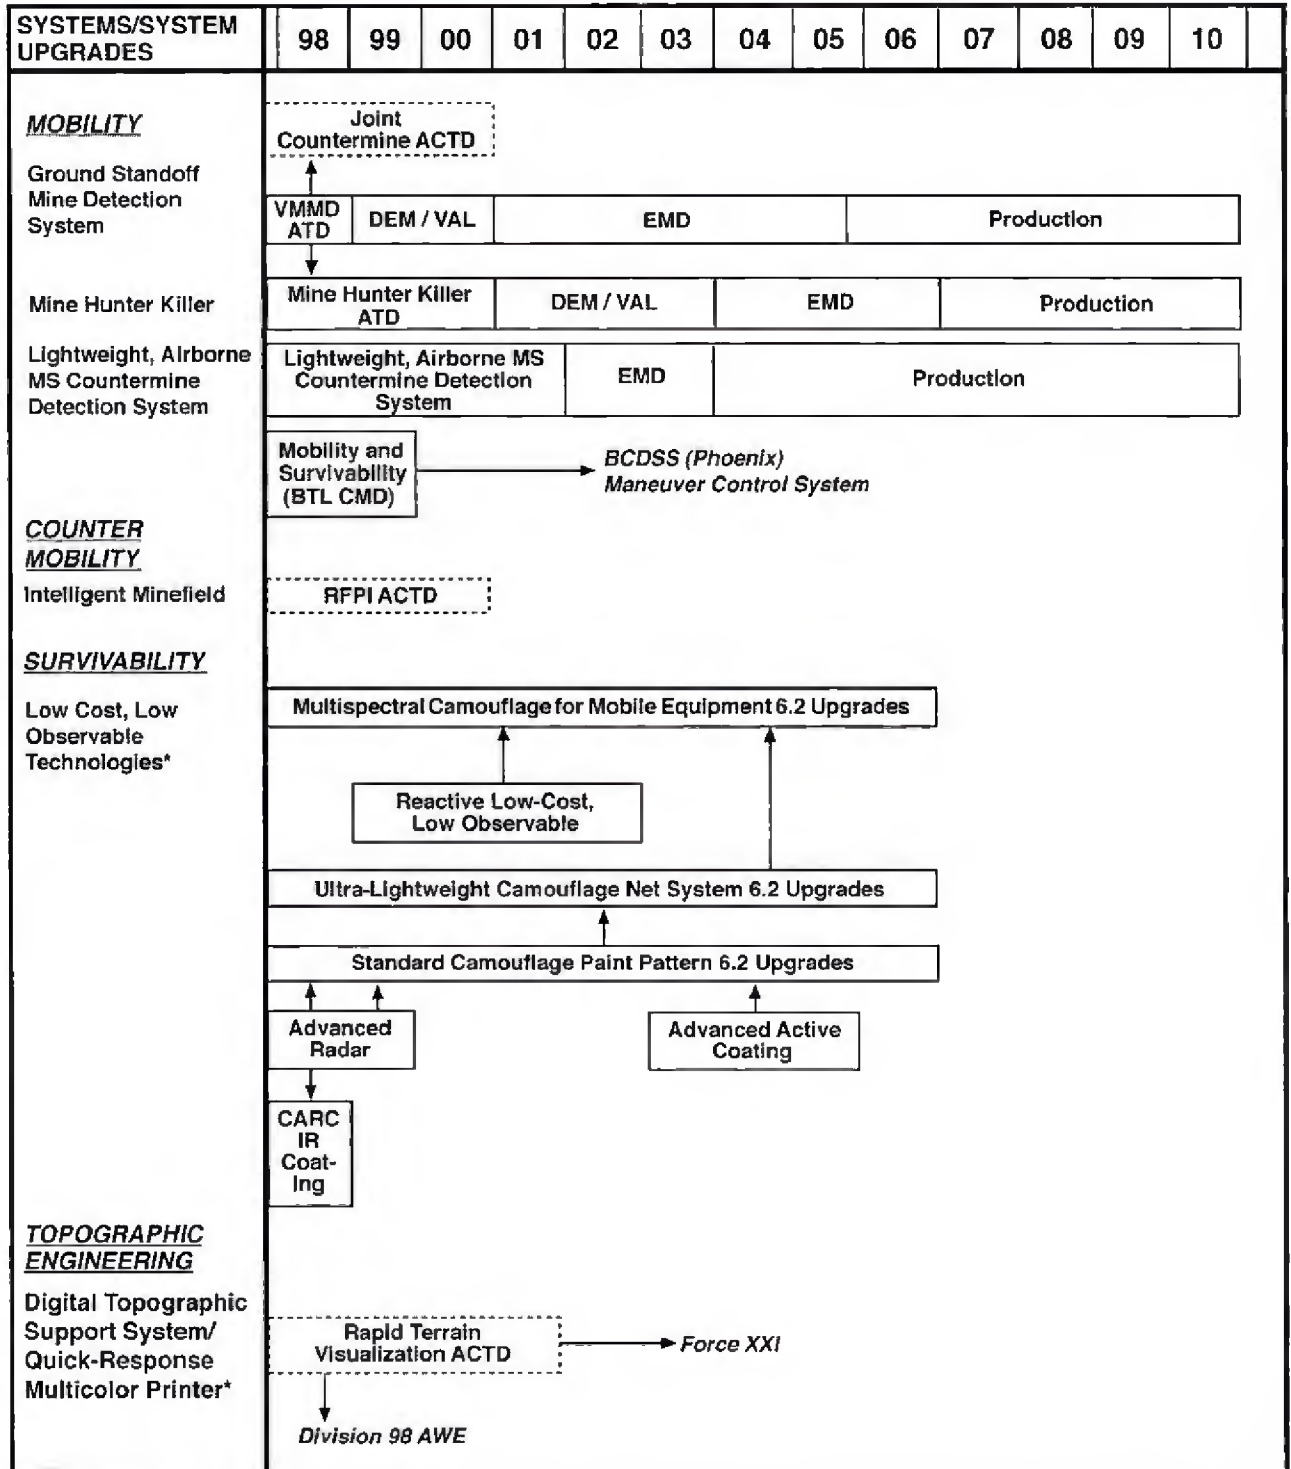 SYSTEMS/SYSTEM
UPGRADES
98 99 00 01 02 03 04 05 06 07 08 09 10
MOBILITY
Joint
Countermine ACTD
Ground Standoff
Mine Detection
System
VMMD
ATD
DEM / VAL
EMD
Production
Mine Hunter Killer
Mine Hunter Killer
ATD
DEM / VAL
EMD
Production
Lightweight, Airborne
MS Countermine
Detection System
Lightweight, Airborne MS
Countermine Detection
System
EMD
Production
Mobility and
Survivability
(BTL CMD)
BCDSS (Phoenix)
Maneuver Control System
COUNTER
MOBILITY
Intelligent Minefield
RFPI ACTD
SURVIVABILITY
Low Cost, Low
Observable
Technologies*
Multispectral Camouflage for Mobile Equipment 6.2 Upgrades
Reactive Low-Cost,
Low Observable
Ultra-Lightweight Camouflage Net System 6.2 Upgrades
Standard Camouflage Paint Pattern 6.2 Upgrades
Advanced
Radar
Advanced Active
Coating
CARC
IR
Coat-
ing
TOPOGRAPHIC
ENGINEERING
Digital Topographic
Support System/
Quick-Response
Multicolor Printer*
Rapid Terrain
Visualization ACTD
Force XXI
Division 98 AWE